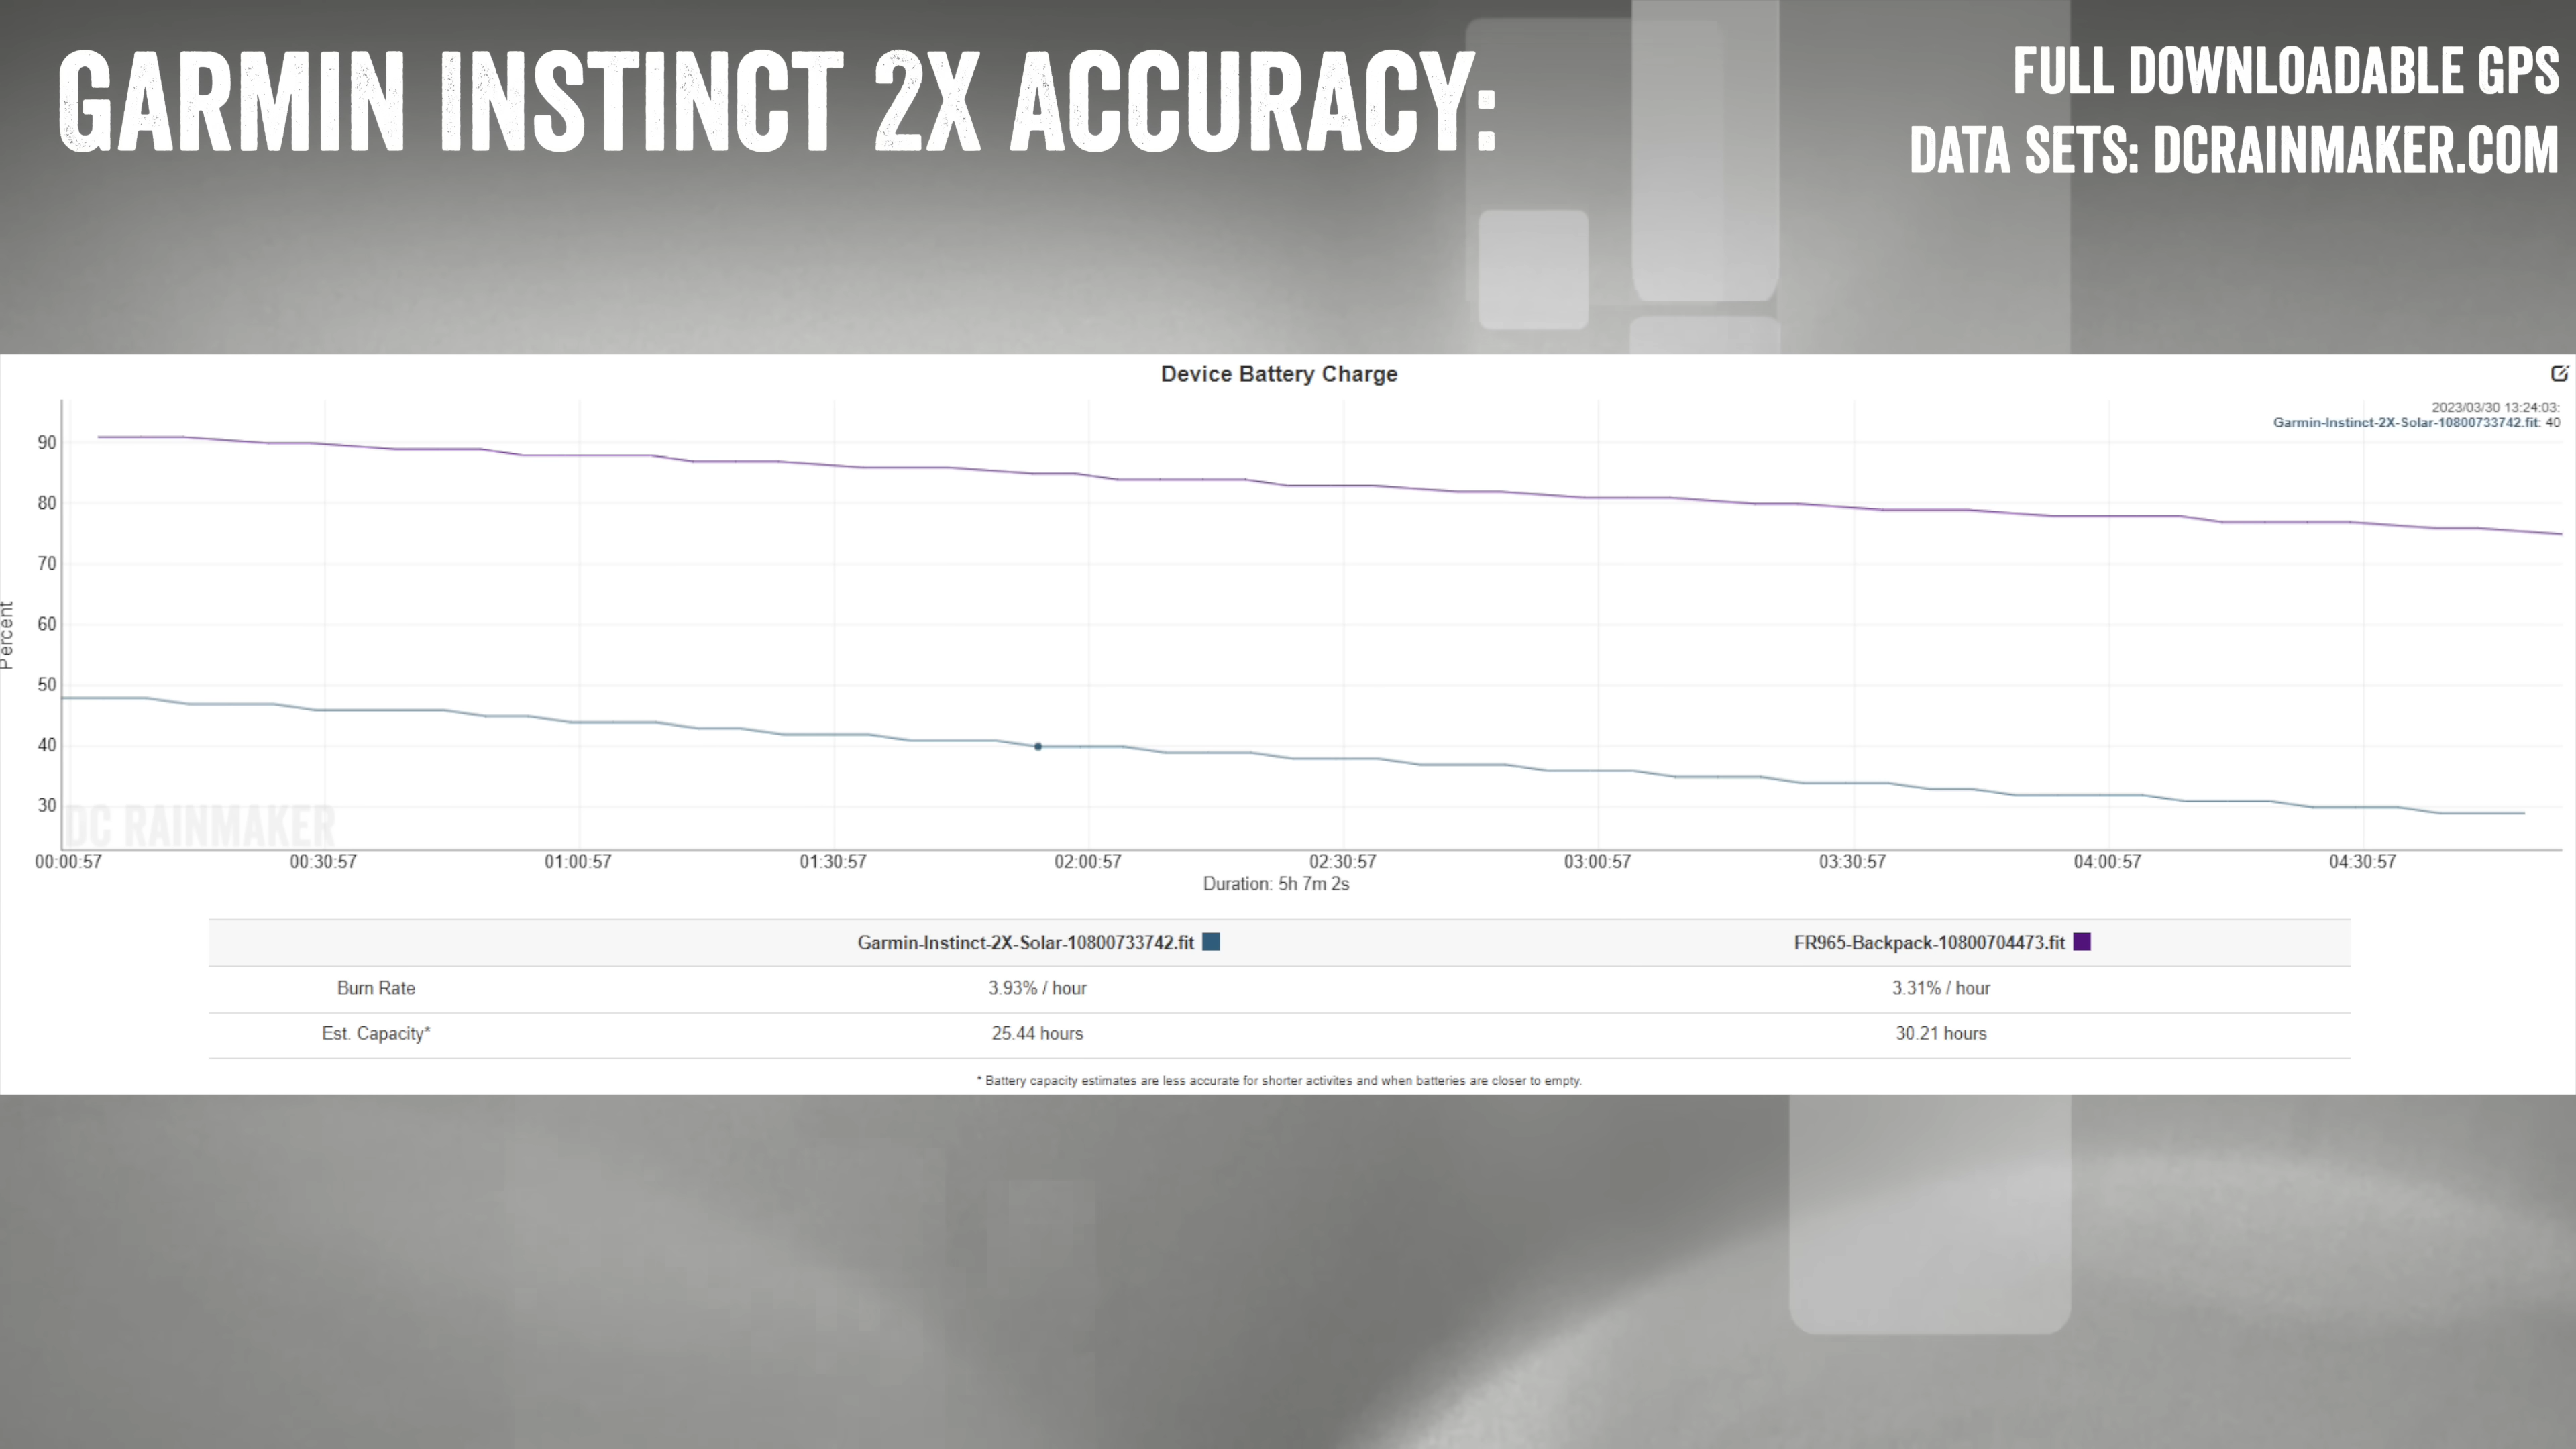 GARMIN INSTINCT 2X ACCURACY:
FULL DOWNLOADABLE GPS
DATA SETS: DCRAINMAKER.COM
Device Battery Charge
2023/03/30 13:24:03:
Garmin-Instinct-2X-Solar-10800733742.fit: 40
Percent
90
80
70
60
50
40
30
DC RAINMAKER
00:00:57 00:30:57 01:00:57 01:30:57 02:00:57 02:30:57 03:00:57 03:30:57 04:00:57 04:30:57
Duration: 5h 7m 2s
Garmin-Instinct-2X-Solar-10800733742.fit FR965-Backpack-10800704473.fit
Burn Rate 3.93% / hour 3.31% / hour
Est. Capacity* 25.44 hours 30.21 hours
* Battery capacity estimates are less accurate for shorter activites and when batteries are closer to empty.